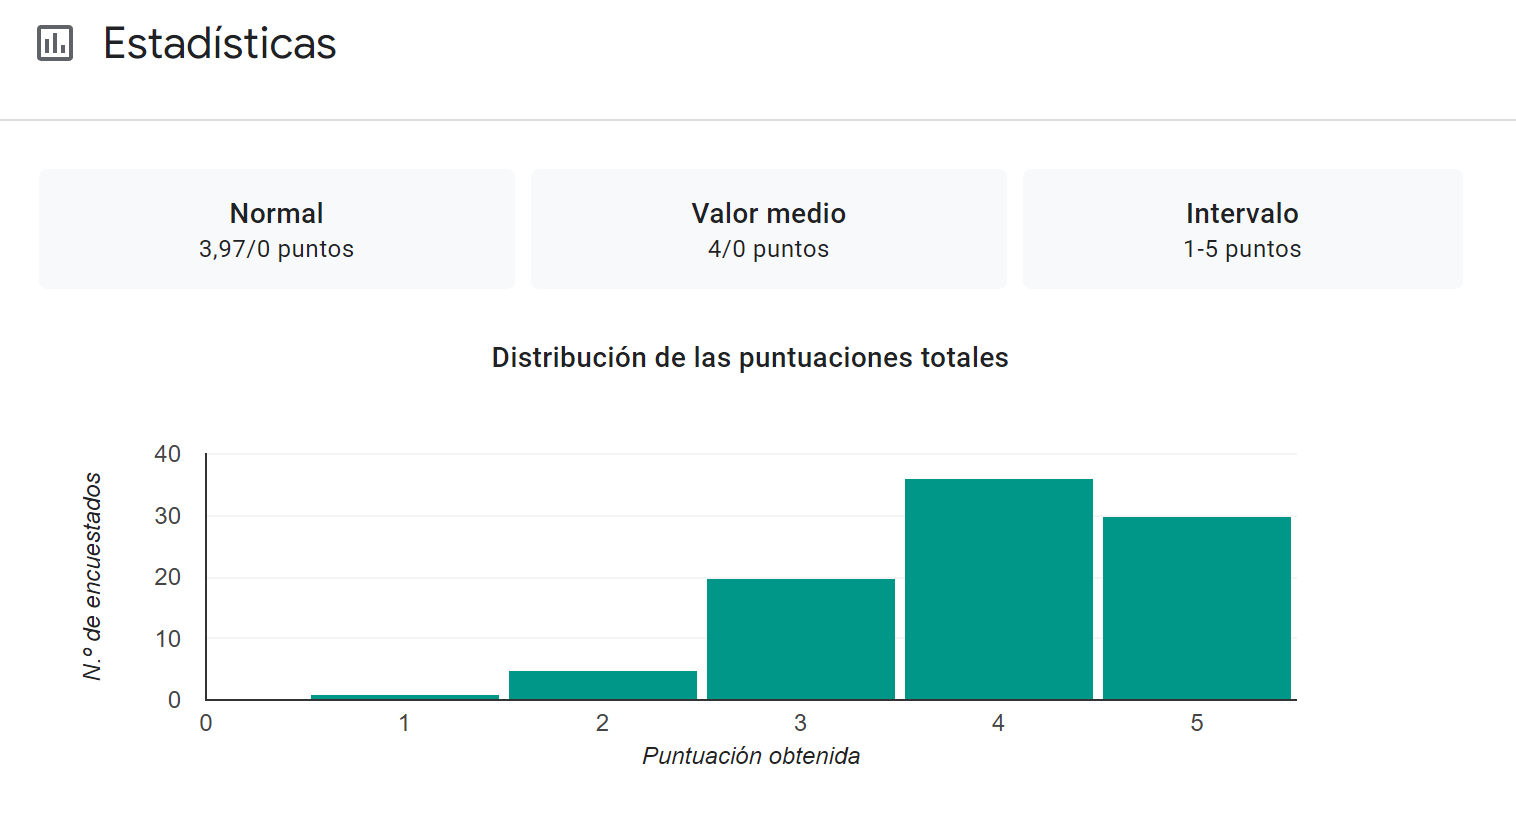 Estadísticas
Normal
3,97/0 puntos
Valor medio
4/0 puntos
Intervalo
1-5 puntos
Distribución de las puntuaciones totales
N.º de encuestados
40
30
20
10
0
0 1 2 3 4 5
Puntuación obtenida